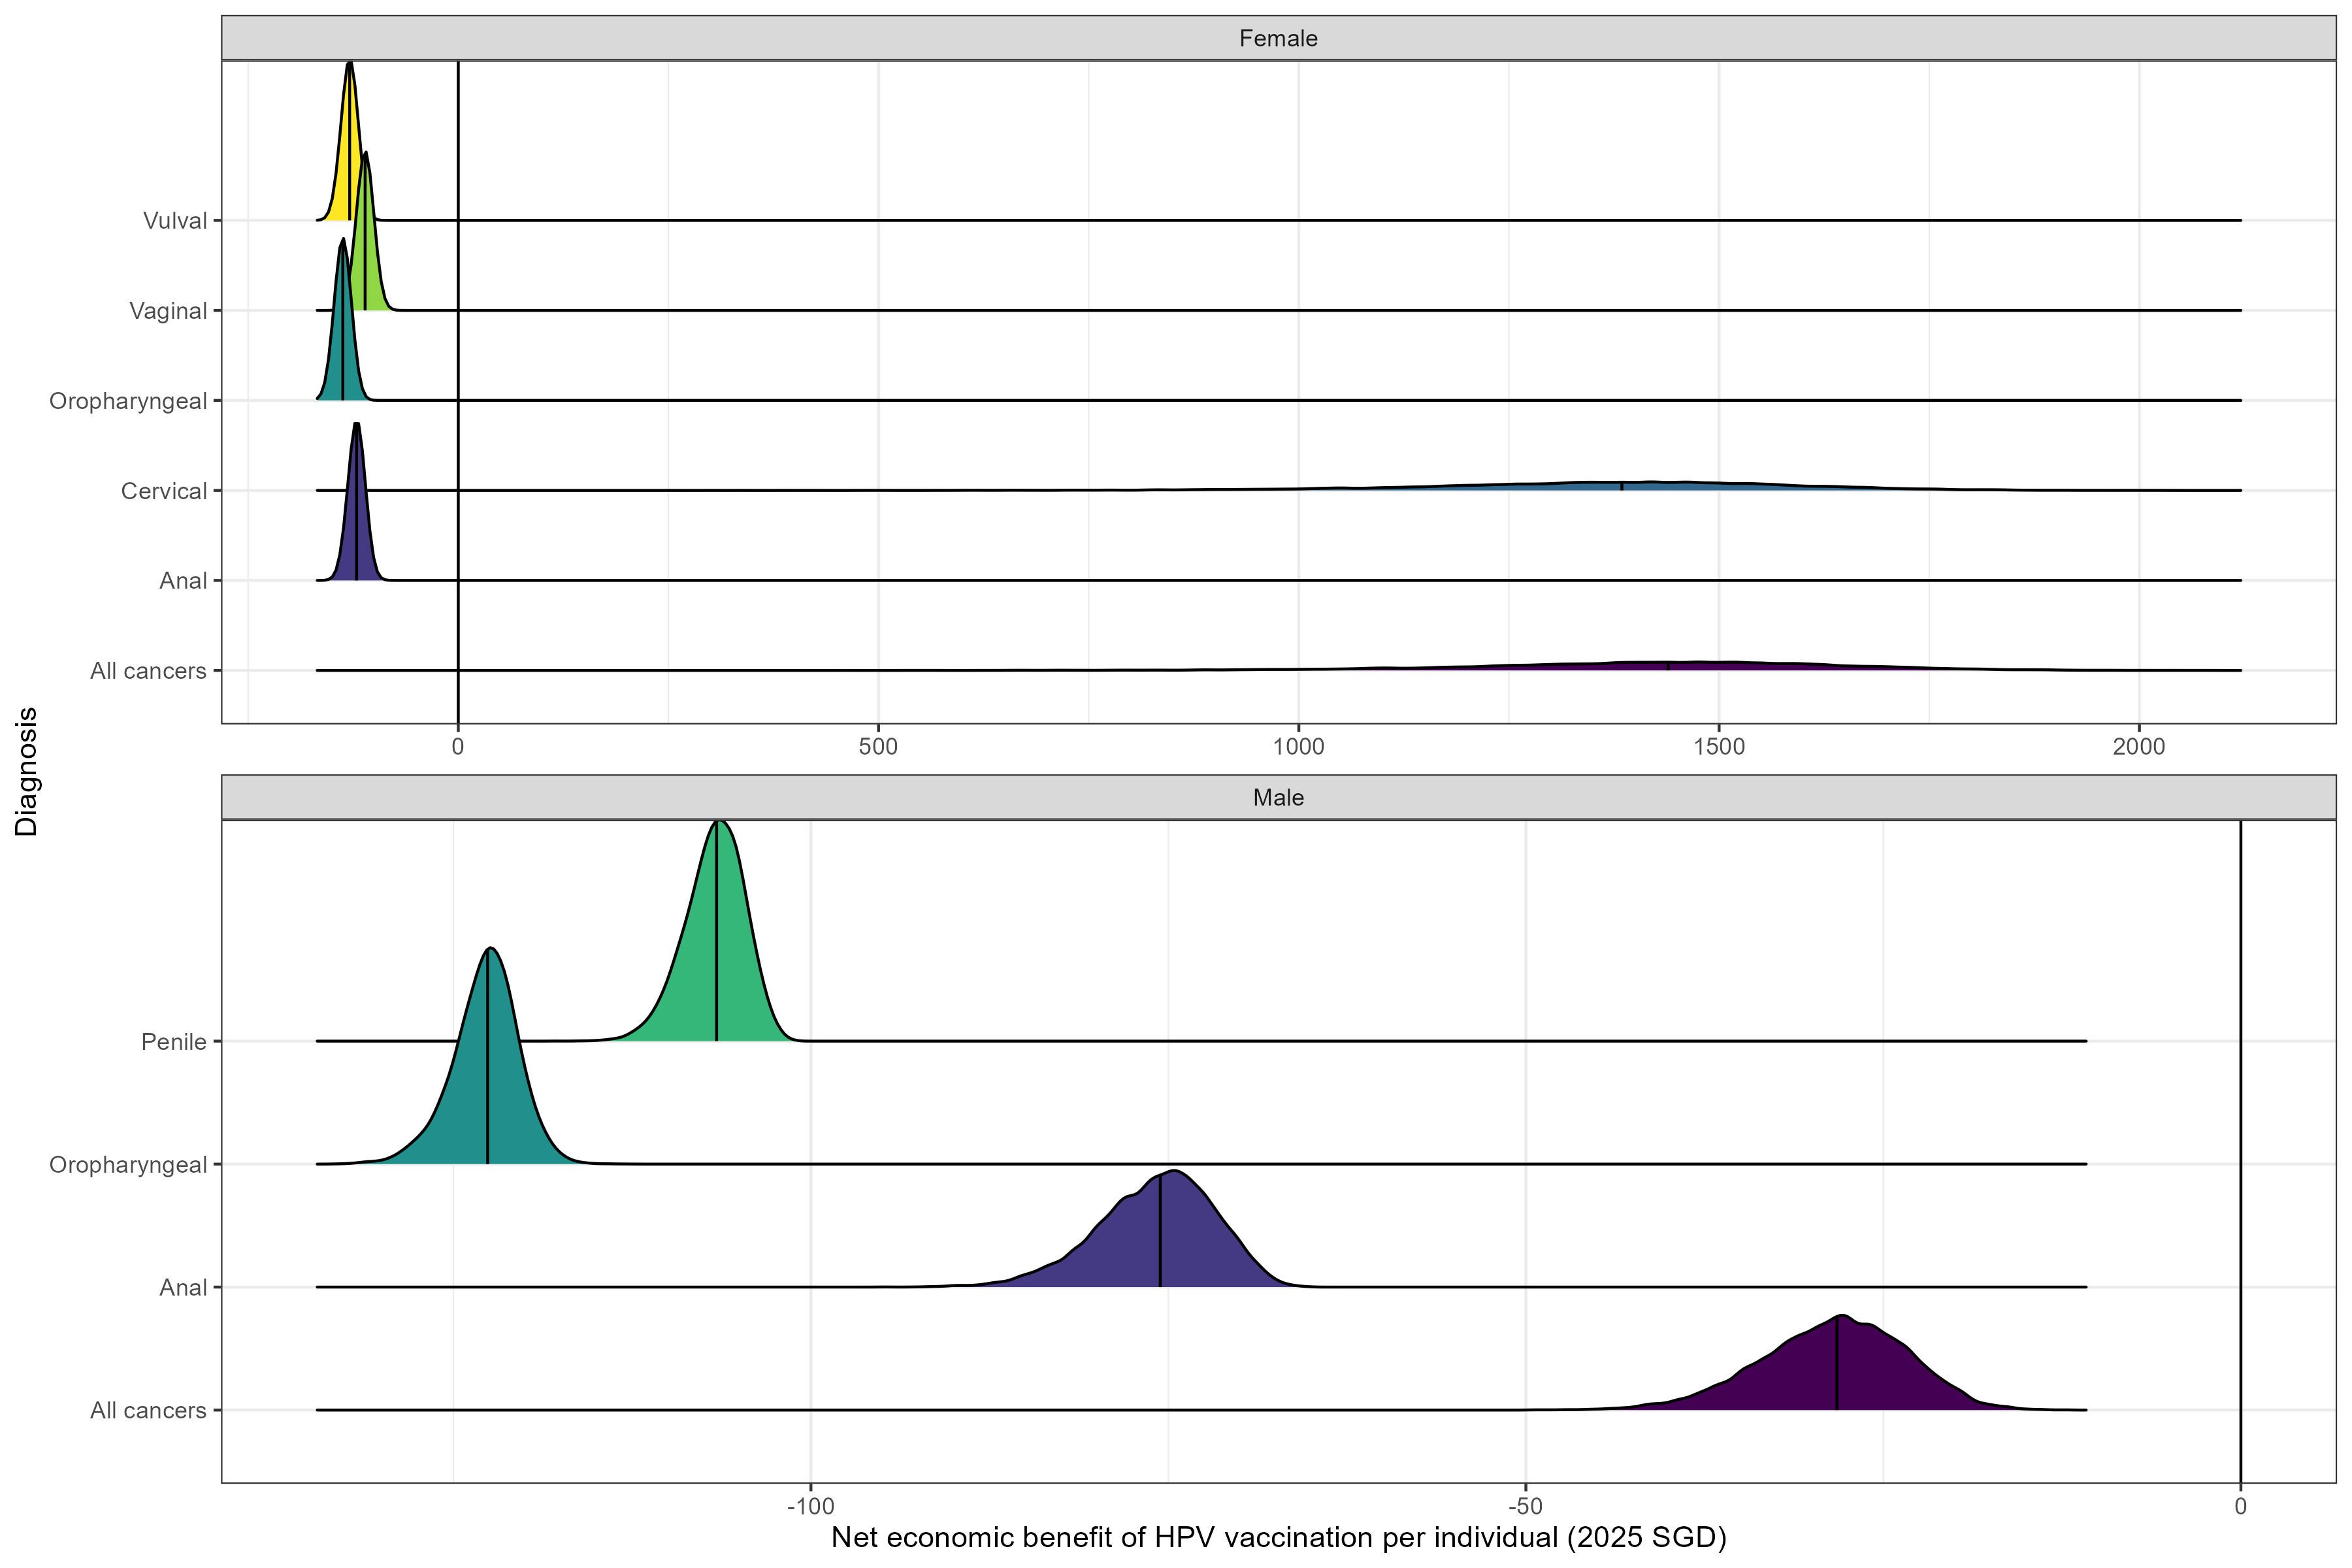 Female
Vulval
Vaginal
Oropharyngeal
Cervical
Anal
All cancers
0 500 1000 1500 2000
Diagnosis
Male
Penile
Oropharyngeal
Anal
All cancers
-100 -50 0
Net economic benefit of HPV vaccination per individual (2025 SGD)